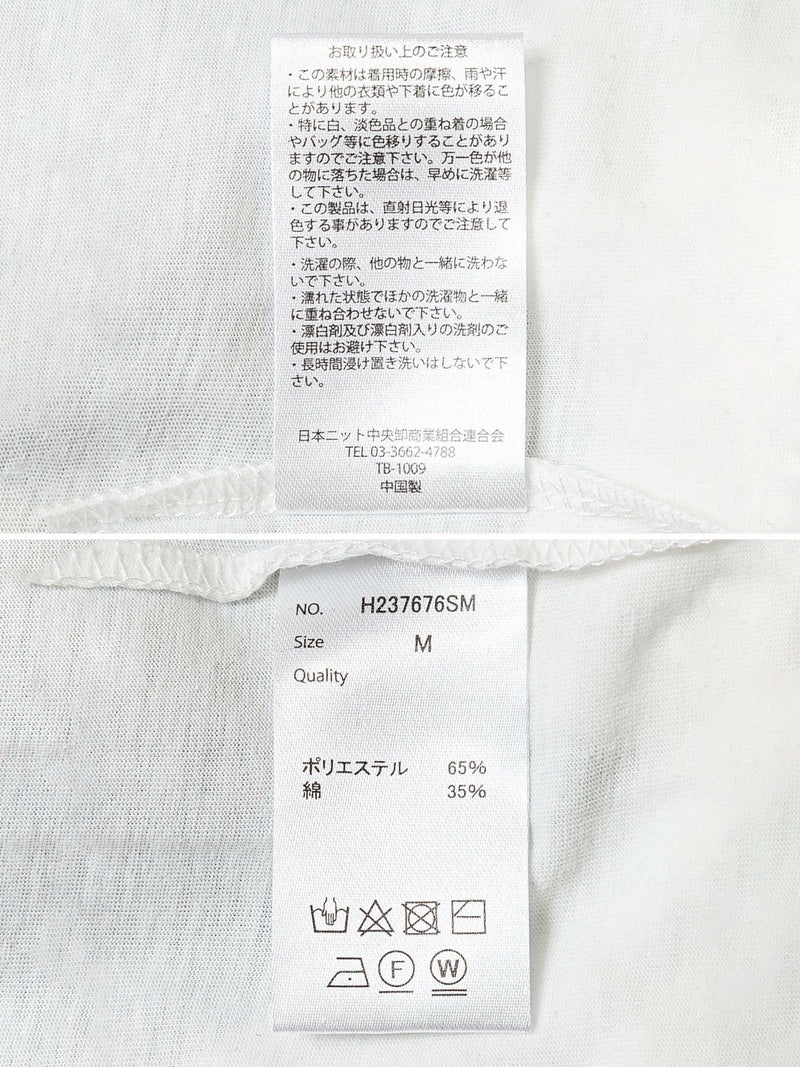 お取り扱い上のご注意
・この素材は着用時の摩擦、雨や汗
により他の衣類や下着に色が移るこ
とがあります。
・特に白、淡色品との重ね着の場合
やバッグ等に色移りすることがあり
ますのでご注意下さい。万一色が他
の物に落ちた場合は、早めに洗濯等
して下さい。
・この製品は、直射日光等により退
色する事がありますのでご注意して
下さい。
・洗濯の際、他の物と一緒に洗わな
いで下さい。
・濡れた状態でほかの洗濯物と一緒
に重ね合わせないで下さい。
・漂白剤及び漂白剤入りの洗剤のご
使用はお避け下さい。
・長時間浸け置き洗いはしないで下
さい。
日本ニット中央卸商業組合連合会
TEL 03-3662-4788
TB-1009
中国製
NO. H237676SM
Size M
Quality
ポリエステル 65%
綿 35%
F W